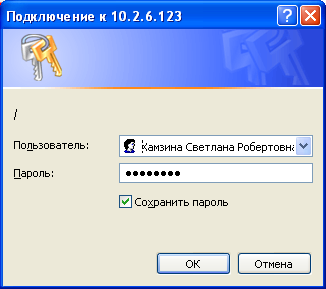 Подключение к 10.2.6.123
/
Пользователь: Камзина Светлана Робертовна
Пароль: ••••••••
Сохранить пароль
OK Отмена